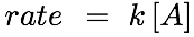 rate = k [A]